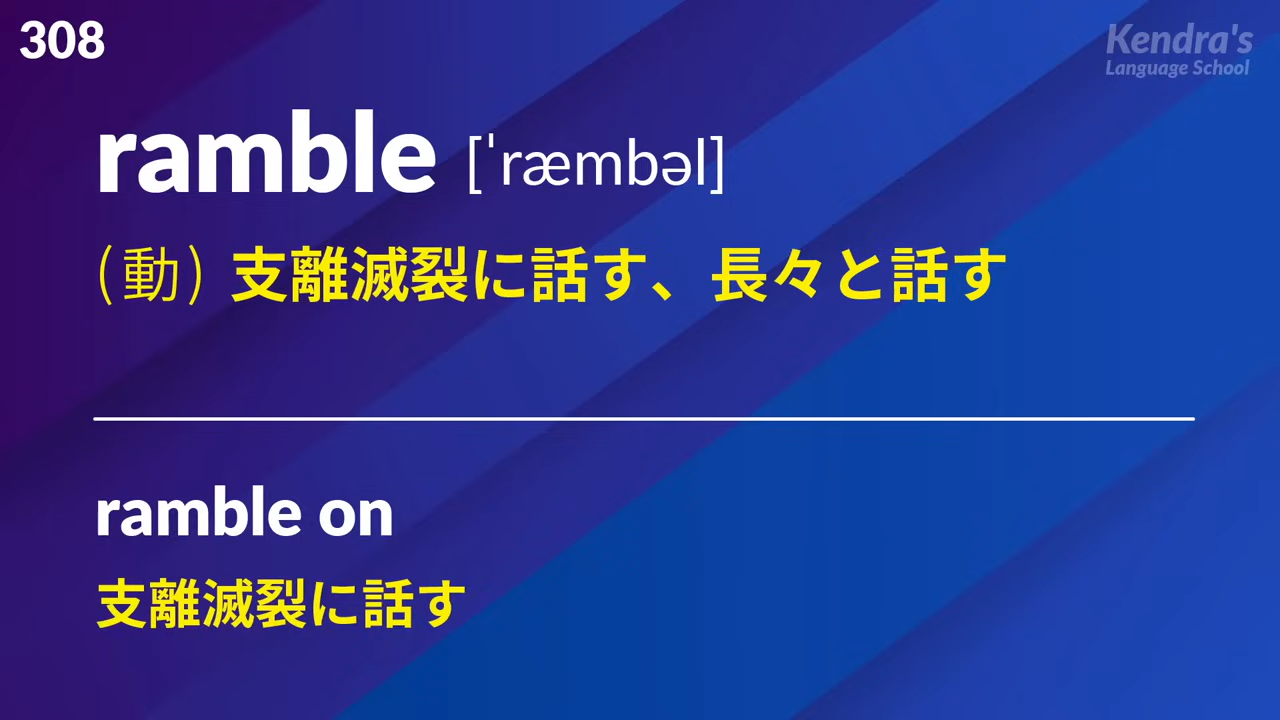 308
Kendra's
Language School
ramble [ˈræmbəl]
(動) 支離滅裂に話す、長々と話す
ramble on
支離滅裂に話す